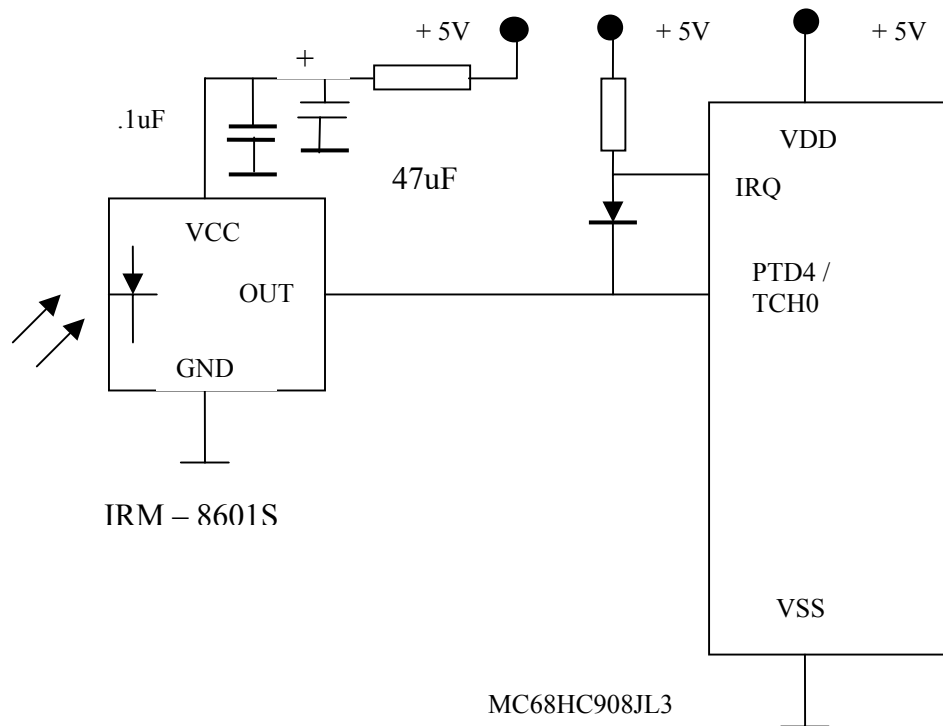 + 5V
+ 5V
+ 5V
+
.1uF
47uF
VDD
IRQ
VCC
PTD4 /
TCH0
OUT
GND
IRM – 8601S
VSS
MC68HC908JL3